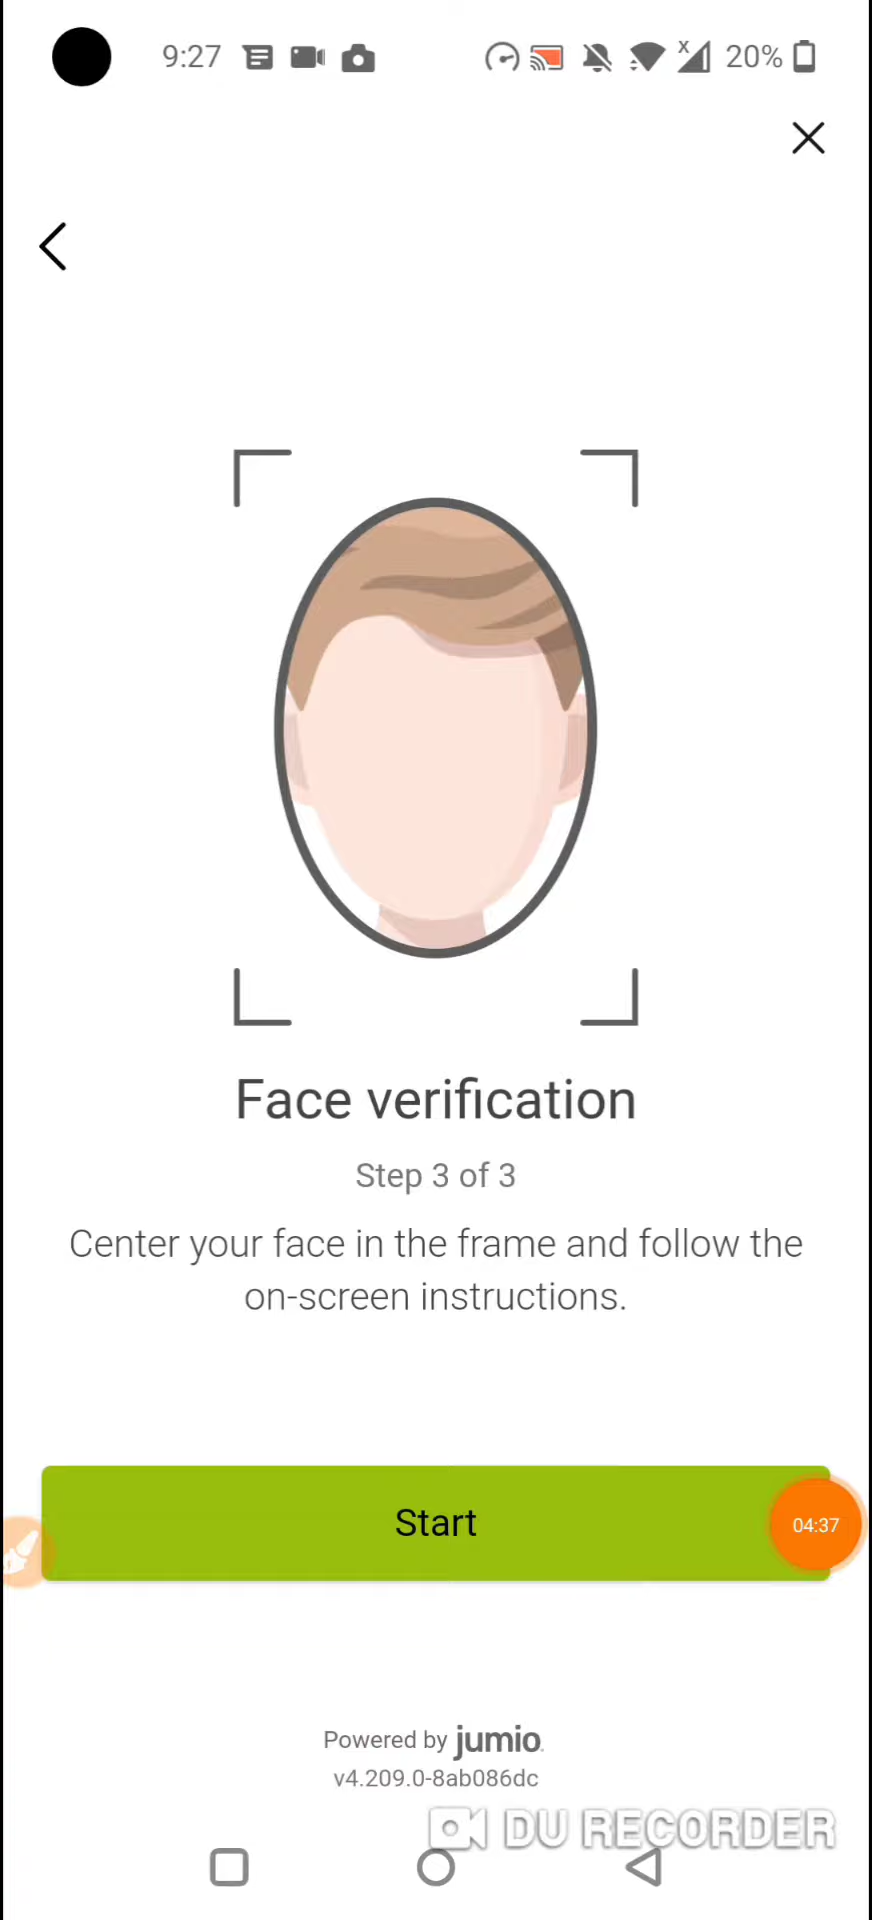 9:27
x
20%
Face verification
Step 3 of 3
Center your face in the frame and follow the
on-screen instructions.
Start
04:37
Powered by jumio.
v4.209.0-8ab086dc
DU RECORDER